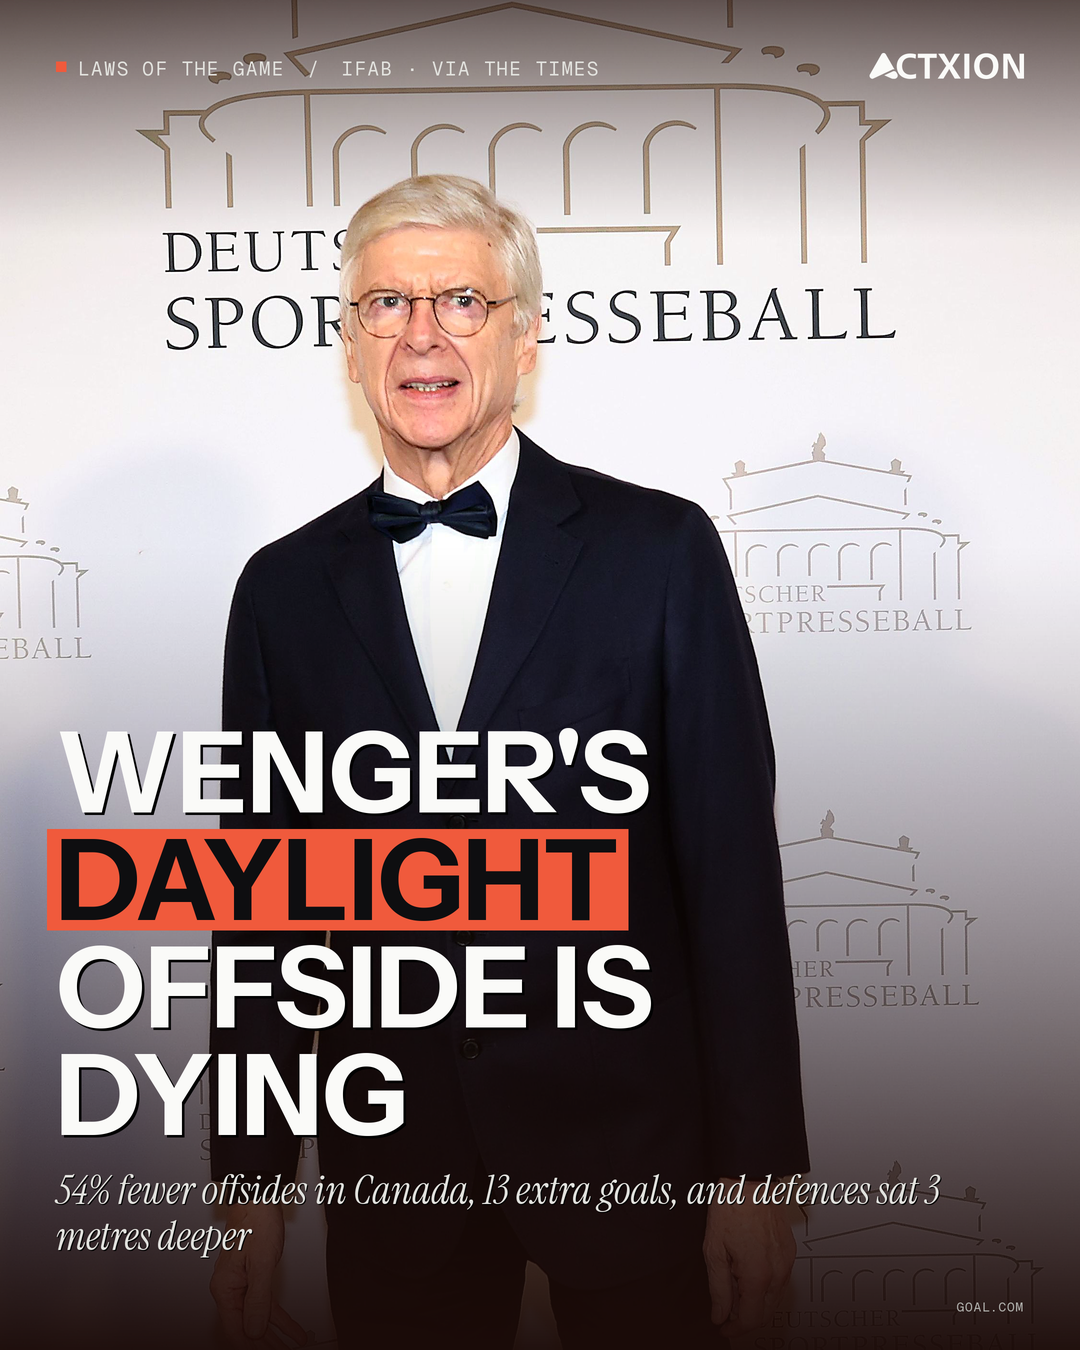 LAWS OF THE GAME / IFAB · VIA THE TIMES
ACTXION
DEUTS
SPOR ESSEBALL
SCHER
RTPRESSEBALL
EBALL
WENGER'S
DAYLIGHT
OFFSIDE IS
DYING
HER
PRESSEBALL
54% fewer offsides in Canada, 13 extra goals, and defences sat 3
metres deeper
GOAL.COM
EUTSCHER
SPORTPRESSEBALL